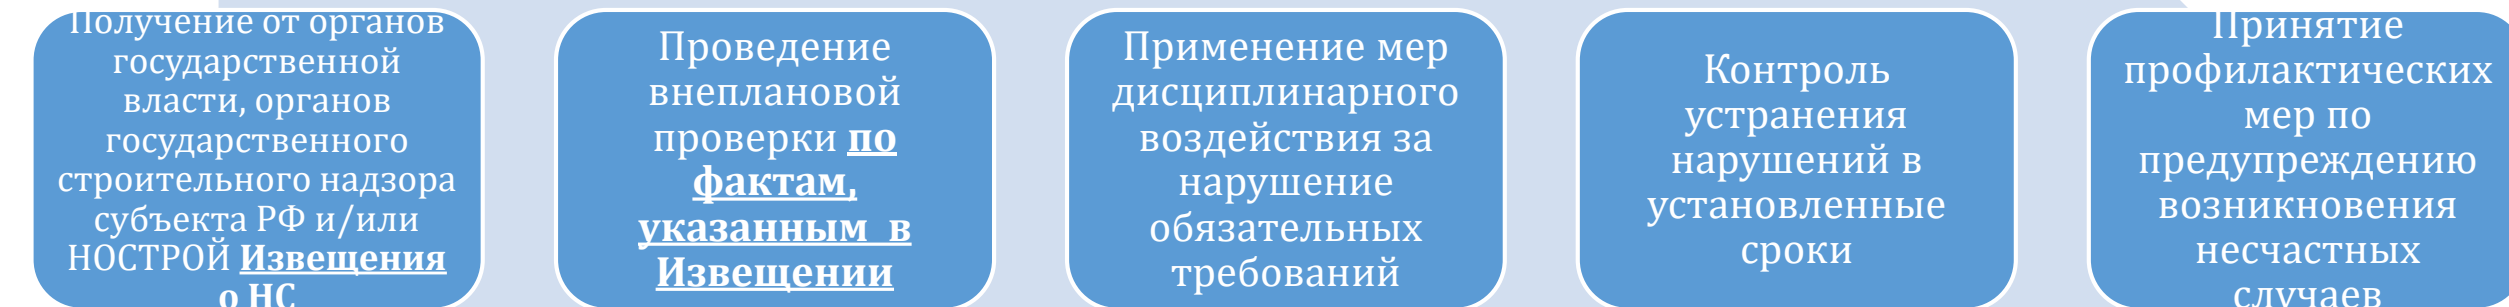 Получение от органов
государственной
власти, органов
государственного
строительного надзора
субъекта РФ и/или
НОСТРОЙ Извещения
о НС
Проведение
внеплановой
проверки по
фактам,
указанным в
Извещении
Применение мер
дисциплинарного
воздействия за
нарушение
обязательных
требований
Контроль
устранения
нарушений в
установленные
сроки
Принятие
профилактических
мер по
предупреждению
возникновения
несчастных
случаев